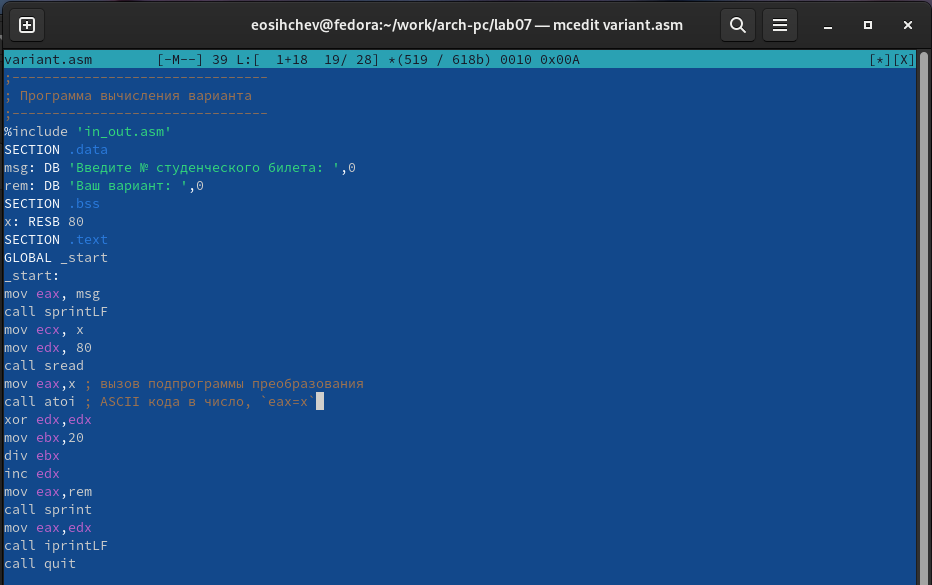 eosihchev@fedora:~/work/arch-pc/lab07 — mcedit variant.asm
variant.asm [-M--] 39 L:[ 1+18 19/ 28] *(519 / 618b) 0010 0x00A [*][X]
;--------------------------------
; Программа вычисления варианта
;--------------------------------
%include 'in_out.asm'
SECTION .data
msg: DB 'Введите № студенческого билета: ',0
rem: DB 'Ваш вариант: ',0
SECTION .bss
x: RESB 80
SECTION .text
GLOBAL _start
_start:
mov eax, msg
call sprintLF
mov ecx, x
mov edx, 80
call sread
mov eax,x ; вызов подпрограммы преобразования
call atoi ; ASCII кода в число, `eax=x`
xor edx,edx
mov ebx,20
div ebx
inc edx
mov eax,rem
call sprint
mov eax,edx
call iprintLF
call quit